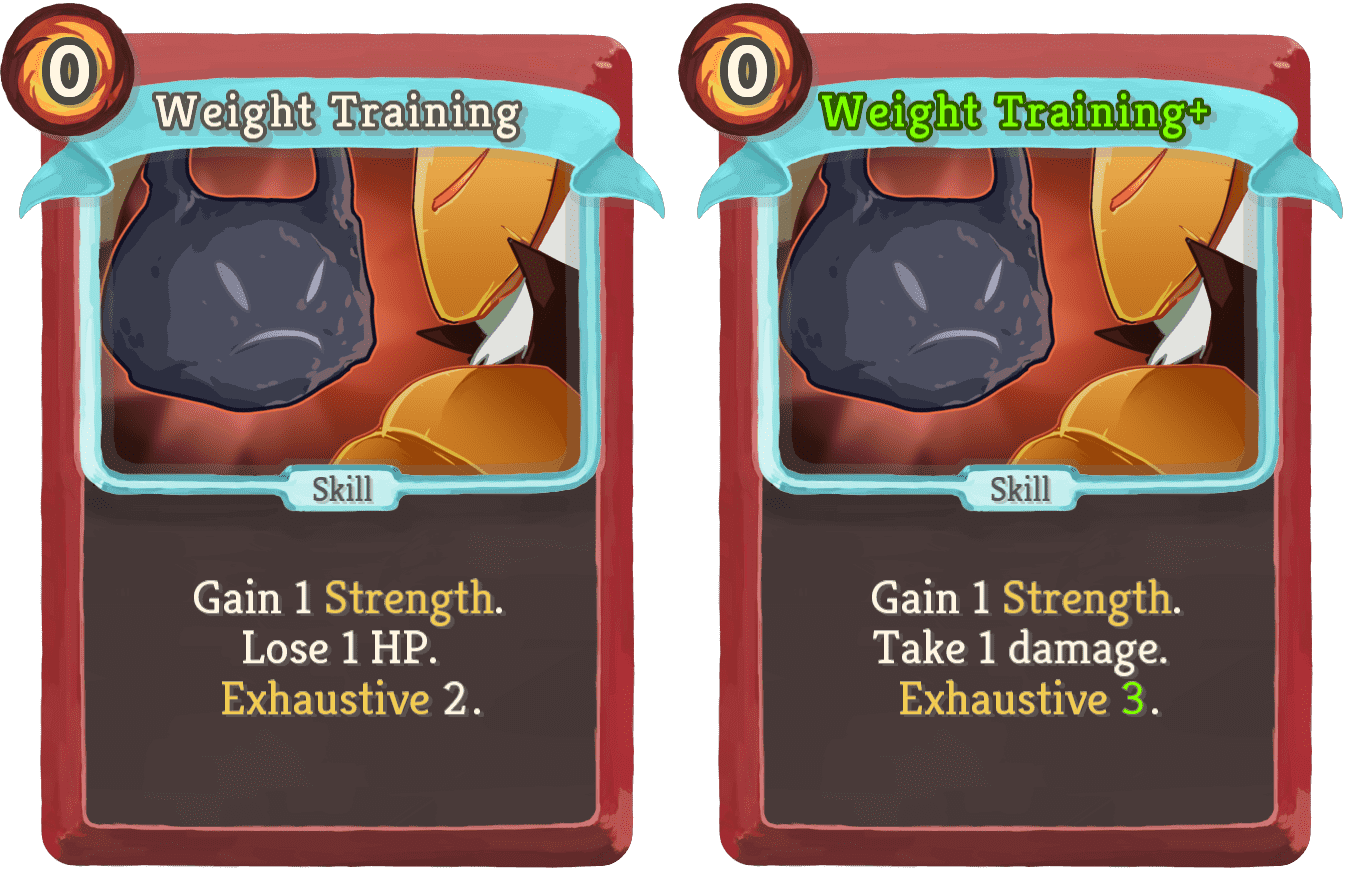 0
Weight Training
Skill
Gain 1 Strength.
Lose 1 HP.
Exhaustive 2.
0
Weight Training+
Skill
Gain 1 Strength.
Take 1 damage.
Exhaustive 3.